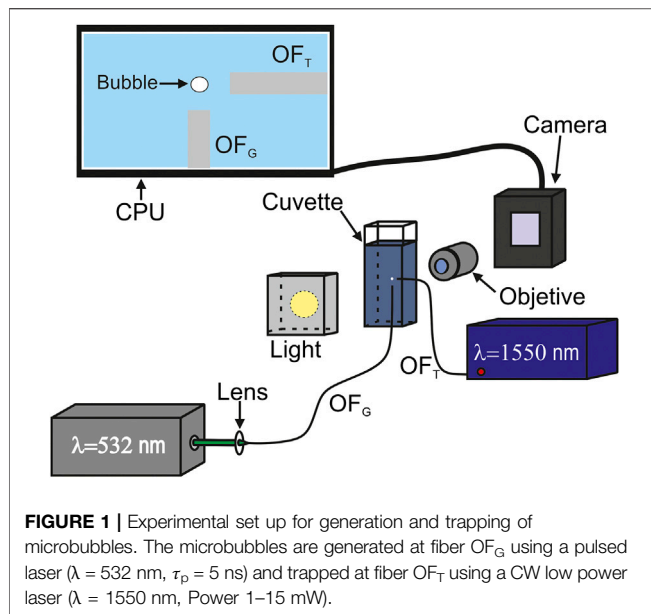 OF_T
Bubble
OF_G
CPU
Camera
Cuvette
Objetive
Light
λ=1550 nm
OF_T
Lens
OF_G
λ=532 nm
FIGURE 1 | Experimental set up for generation and trapping of
microbubbles. The microbubbles are generated at fiber OF_G using a pulsed
laser (λ = 532 nm, τ_p = 5 ns) and trapped at fiber OF_T using a CW low power
laser (λ = 1550 nm, Power 1–15 mW).